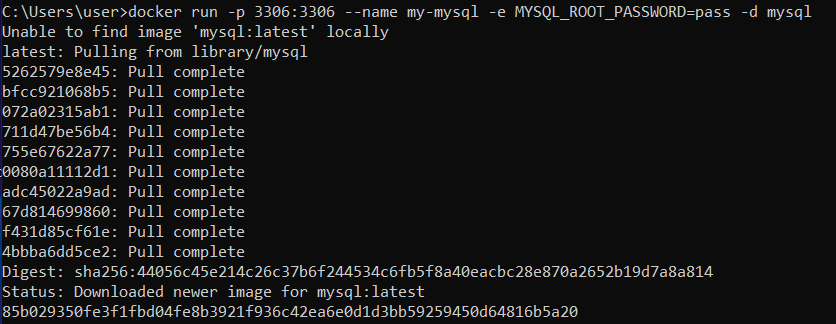 C:\Users\user>docker run -p 3306:3306 --name my-mysql -e MYSQL_ROOT_PASSWORD=pass -d mysql
Unable to find image 'mysql:latest' locally
latest: Pulling from library/mysql
5262579e8e45: Pull complete
bfcc921068b5: Pull complete
072a02315ab1: Pull complete
711d47be56b4: Pull complete
755e67622a77: Pull complete
c0080a11112d1: Pull complete
adc45022a9ad: Pull complete
67d814699860: Pull complete
f431d85cf61e: Pull complete
4bbba6dd5ce2: Pull complete
Digest: sha256:44056c45e214c26c37b6f244534c6fb5f8a40eacbc28e870a2652b19d7a8a814
Status: Downloaded newer image for mysql:latest
85b029350fe3f1fbd04fe8b3921f936c42ea6e0d1d3bb59259450d64816b5a20